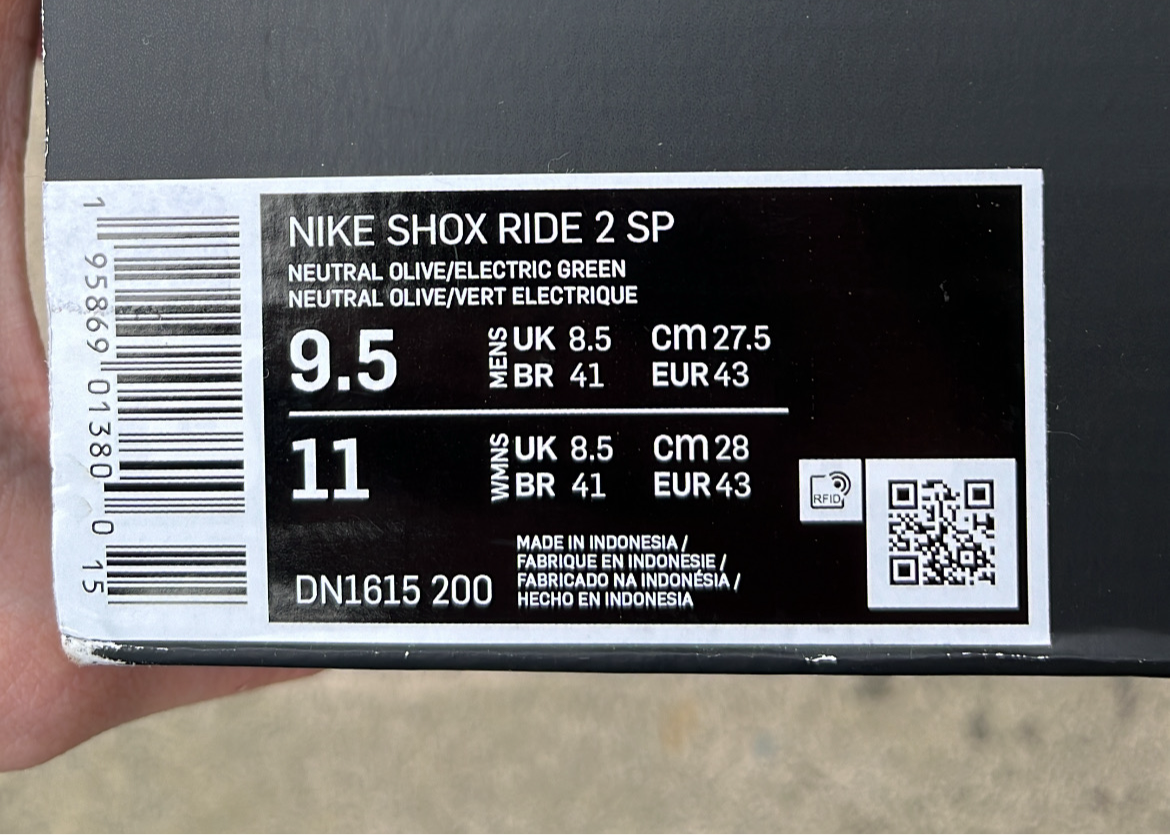 1 95869 01380 0 15
NIKE SHOX RIDE 2 SP
NEUTRAL OLIVE/ELECTRIC GREEN
NEUTRAL OLIVE/VERT ELECTRIQUE
9.5 MENS UK 8.5 CM 27.5
BR 41 EUR 43
11 WMNS UK 8.5 CM 28
BR 41 EUR 43
RFID
MADE IN INDONESIA /
FABRIQUE EN INDONESIE /
FABRICADO NA INDONÉSIA /
HECHO EN INDONESIA
DN1615 200